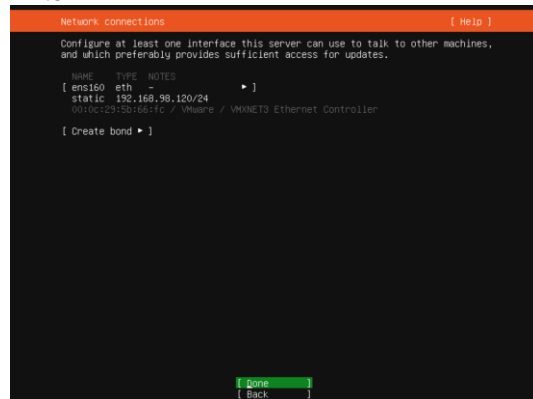 Network connections [ Help ]
Configure at least one interface this server can use to talk to other machines,
and which preferably provides sufficient access for updates.
NAME TYPE NOTES
[ ens160 eth - ▸ ]
static 192.168.98.120/24
00:0c:29:5b:66:fc / VMware / VMXNET3 Ethernet Controller
[ Create bond ▸ ]
[ Done ]
[ Back ]